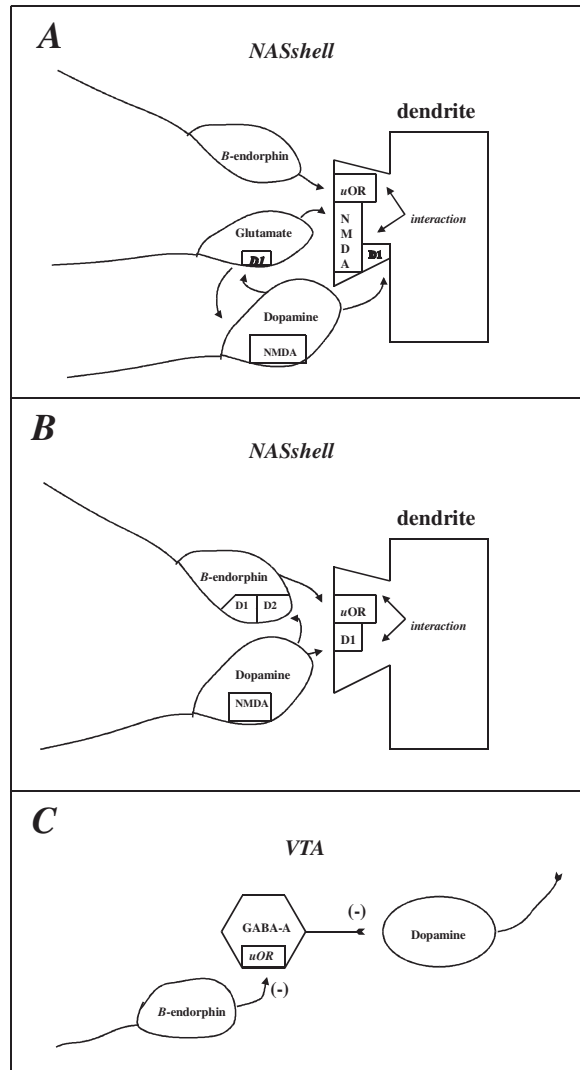 A
NASshell
dendrite
B-endorphin
uOR
interaction
N
M
D
A
Glutamate
D1
D1
Dopamine
NMDA
B
NASshell
dendrite
B-endorphin
D1 D2
uOR
interaction
D1
Dopamine
NMDA
C
VTA
(-)
GABA-A
uOR
Dopamine
(-)
B-endorphin